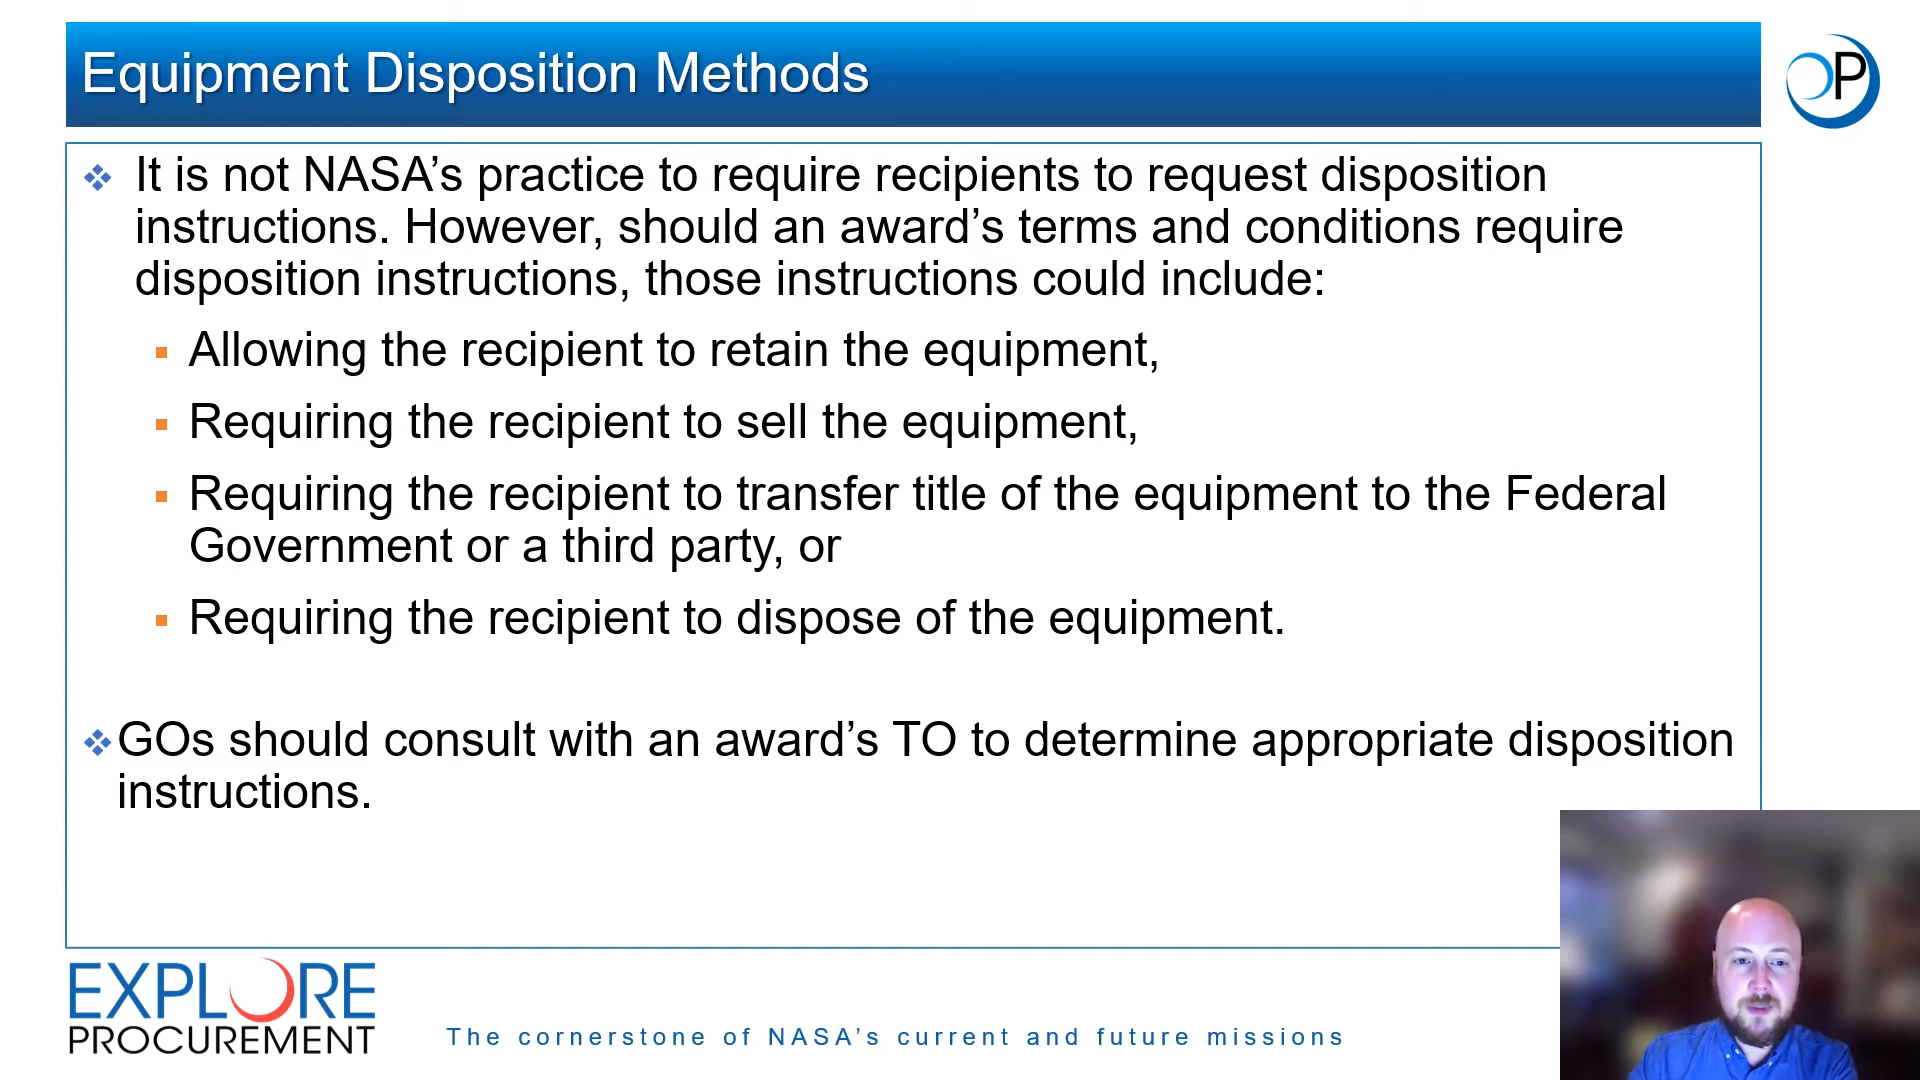 Equipment Disposition Methods
OP
It is not NASA’s practice to require recipients to request disposition
instructions. However, should an award’s terms and conditions require
disposition instructions, those instructions could include:
Allowing the recipient to retain the equipment,
Requiring the recipient to sell the equipment,
Requiring the recipient to transfer title of the equipment to the Federal
Government or a third party, or
Requiring the recipient to dispose of the equipment.
GOs should consult with an award’s TO to determine appropriate disposition
instructions.
EXPLORE
PROCUREMENT
The cornerstone of NASA’s current and future missions